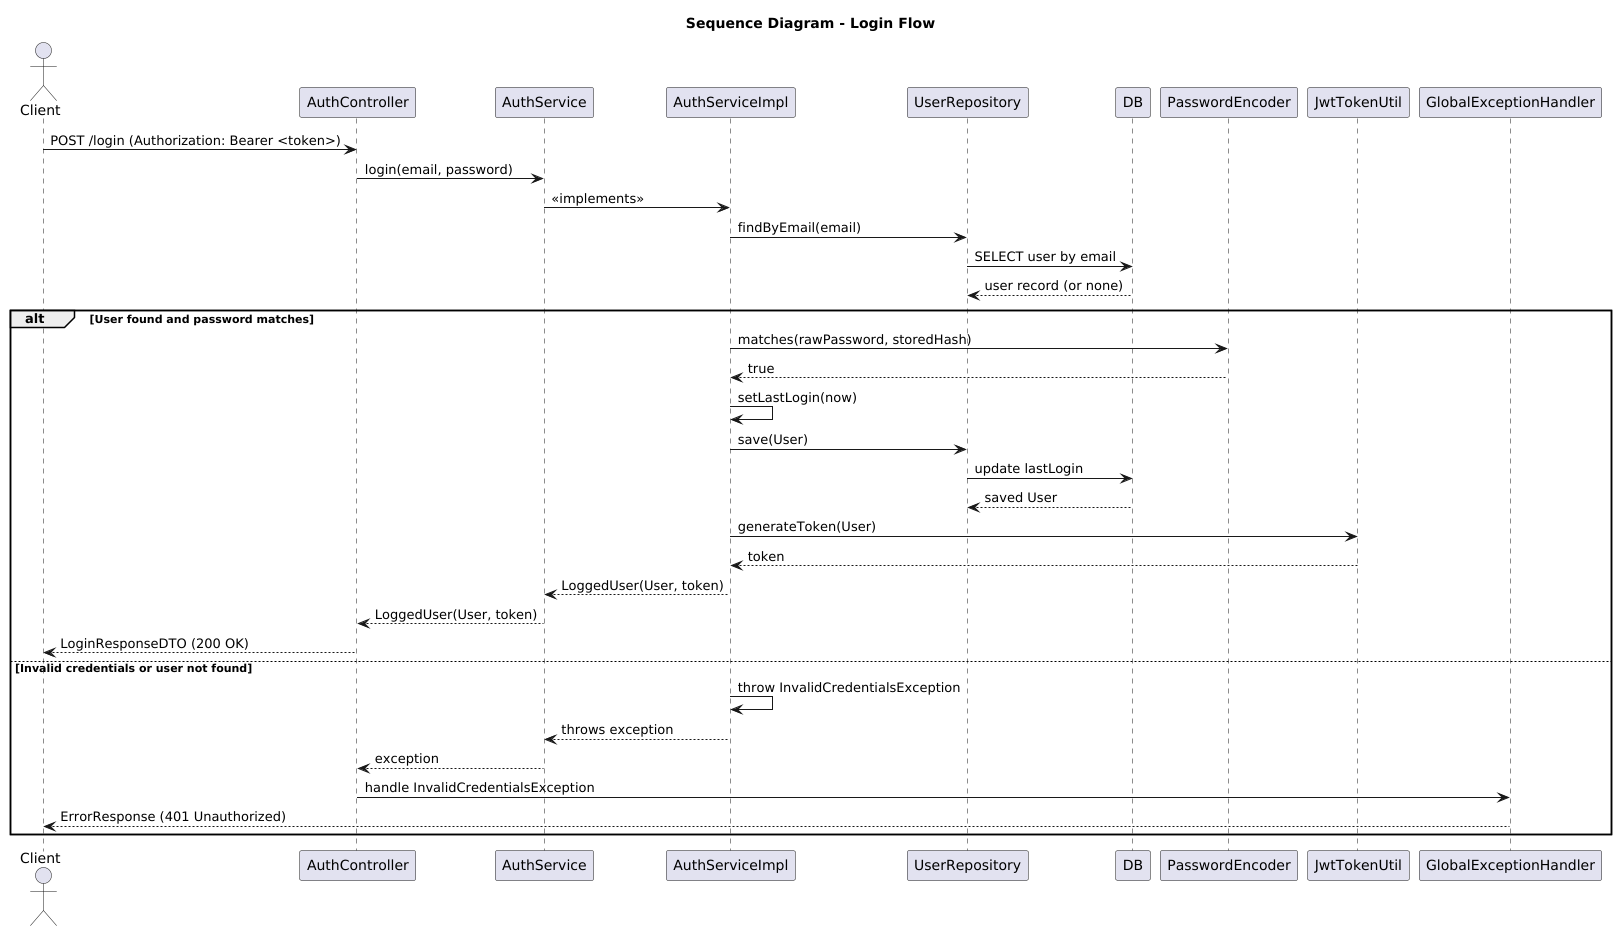 Sequence Diagram - Login Flow
Client
AuthController
AuthService
AuthServiceImpl
UserRepository
DB
PasswordEncoder
JwtTokenUtil
GlobalExceptionHandler
POST /login (Authorization: Bearer <token>)
login(email, password)
«implements»
findByEmail(email)
SELECT user by email
user record (or none)
alt
[User found and password matches]
matches(rawPassword, storedHash)
true
setLastLogin(now)
save(User)
update lastLogin
saved User
generateToken(User)
token
LoggedUser(User, token)
LoggedUser(User, token)
LoginResponseDTO (200 OK)
[Invalid credentials or user not found]
throw InvalidCredentialsException
throws exception
exception
handle InvalidCredentialsException
ErrorResponse (401 Unauthorized)
Client
AuthController
AuthService
AuthServiceImpl
UserRepository
DB
PasswordEncoder
JwtTokenUtil
GlobalExceptionHandler